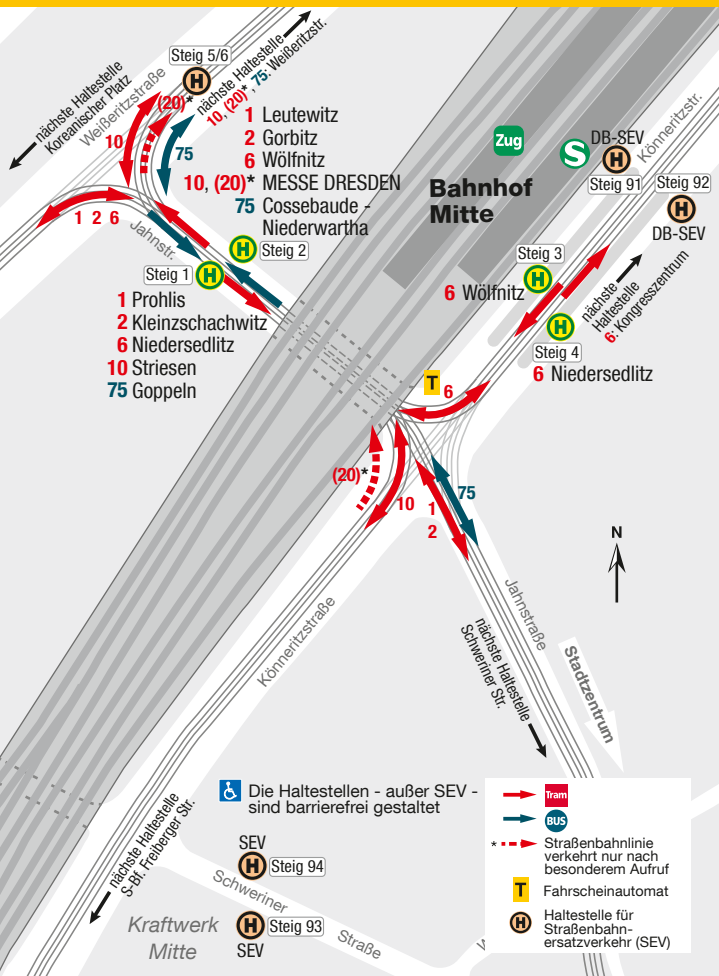 Steig 5/6
H
nächste Haltestelle
Koreanischer Platz
Weißeritzstraße
(20)*
nächste Haltestelle
10, (20)*, 75: Weißeritzstr.
10
75
1 Leutewitz
2 Gorbitz
6 Wölfnitz
10, (20)* MESSE DRESDEN
75 Cossebaude -
Niederwartha
1 2 6
Jahnstr.
Steig 2
H
Steig 1
H
1 Prohlis
2 Kleinzschachwitz
6 Niedersedlitz
10 Striesen
75 Goppeln
Zug
S
DB-SEV
H
Steig 91
Könneritzstr.
Steig 92
H
DB-SEV
Bahnhof
Mitte
Steig 3
H
6 Wölfnitz
H
Steig 4
6 Niedersedlitz
nächste
Haltestelle
6: Kongresszentrum
T
6
(20)*
10
1
2
75
N
Könneritzstraße
Jahnstraße
nächste Haltestelle
Schweriner Str.
Stadtzentrum
nächste Haltestelle
S-Bf. Freiberger Str.
Die Haltestellen - außer SEV -
sind barrierefrei gestaltet
SEV
H
Steig 94
Schweriner
Straße
Kraftwerk
Mitte
H
Steig 93
SEV
Tram
BUS
* Straßenbahnlinie
verkehrt nur nach
besonderem Aufruf
T Fahrscheinautomat
H Haltestelle für
Straßenbahn-
ersatzverkehr (SEV)